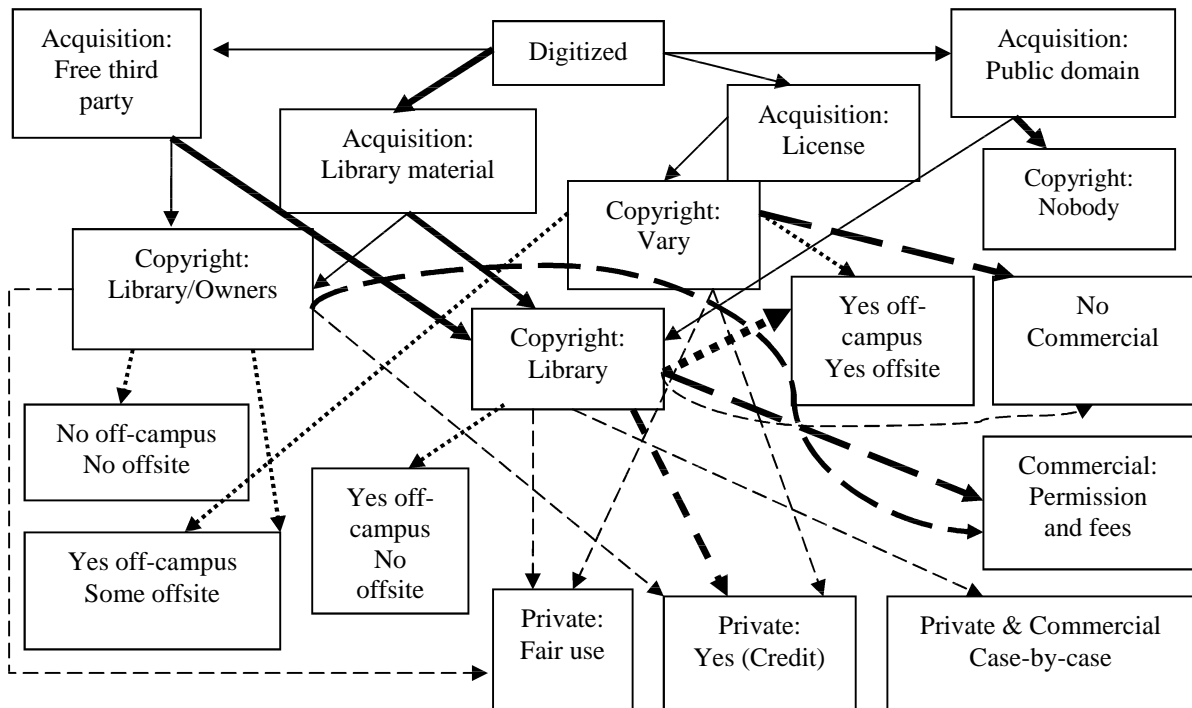 Acquisition:
Free third
party
Digitized
Acquisition:
Public domain
Acquisition:
Library material
Acquisition:
License
Copyright:
Nobody
Copyright:
Vary
Copyright:
Library/Owners
Copyright:
Library
Yes off-
campus
Yes offsite
No
Commercial
No off-campus
No offsite
Yes off-
campus
No
offsite
Commercial:
Permission
and fees
Yes off-campus
Some offsite
Private:
Fair use
Private:
Yes (Credit)
Private & Commercial
Case-by-case